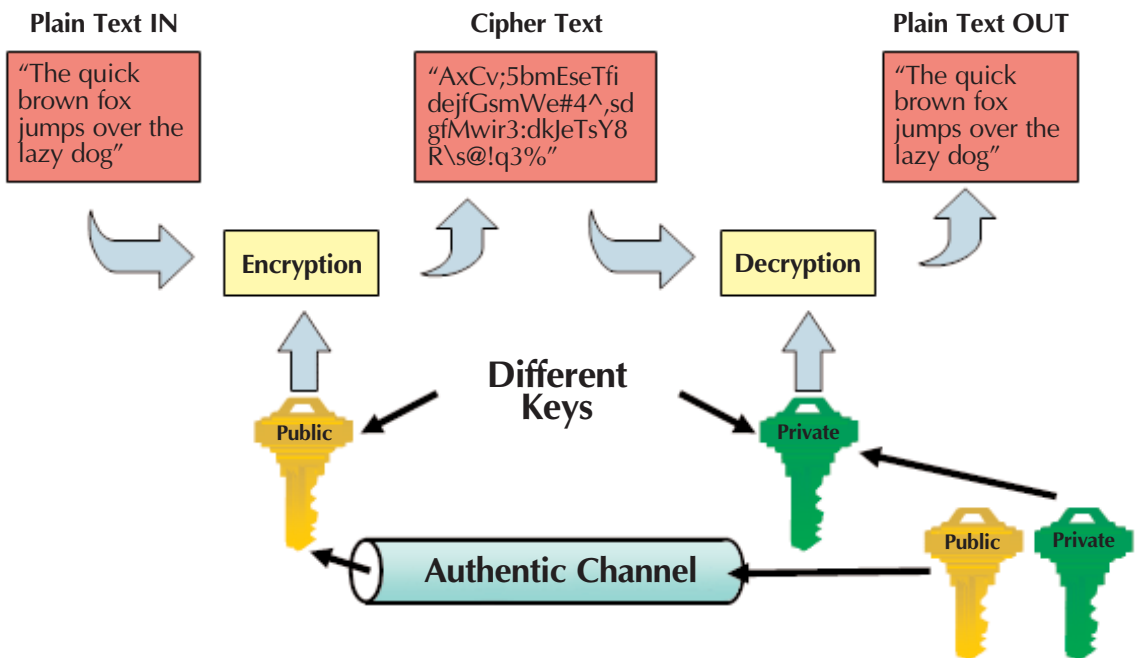 Plain Text IN
Cipher Text
Plain Text OUT
“The quick
brown fox
jumps over the
lazy dog”
“AxCv;5bmEseTfi
dejfGsmWe#4^,sd
gfMwir3:dkJeTsY8
R\s@!q3%”
“The quick
brown fox
jumps over the
lazy dog”
Encryption
Decryption
Different
Keys
Public
Private
Public
Private
Authentic Channel